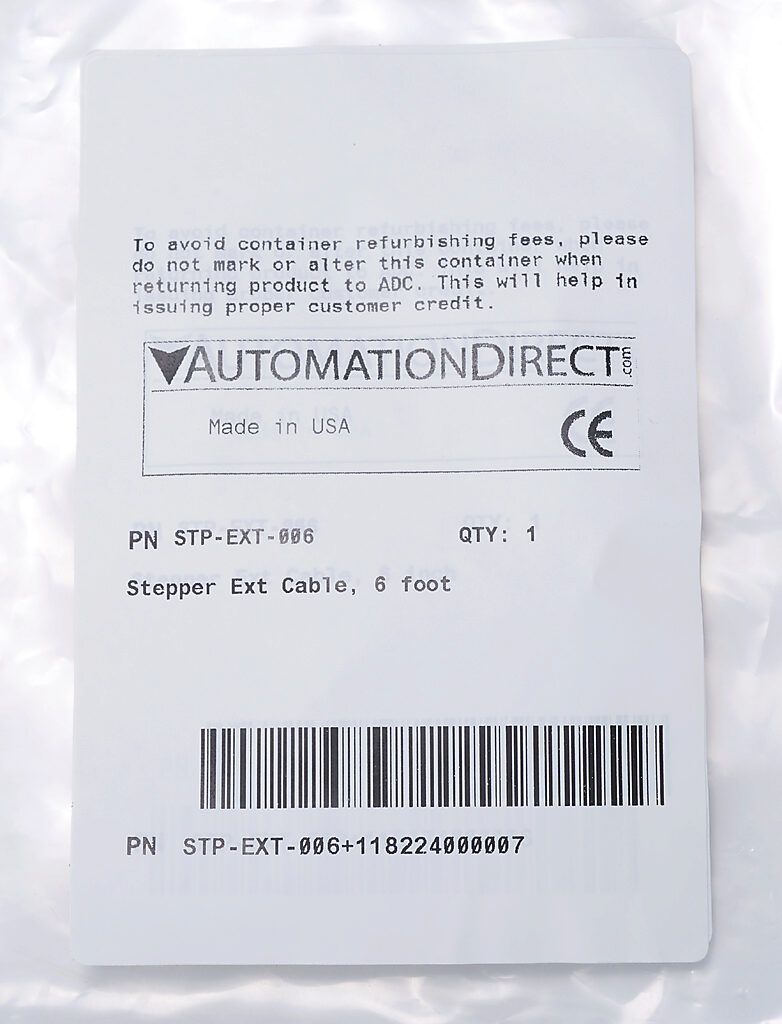 To avoid container refurbishing fees, please
do not mark or alter this container when
returning product to ADC. This will help in
issuing proper customer credit.
AUTOMATIONDIRECT.com
Made in USA CE
PN STP-EXT-006 QTY: 1
Stepper Ext Cable, 6 foot
PN STP-EXT-006+118224000007